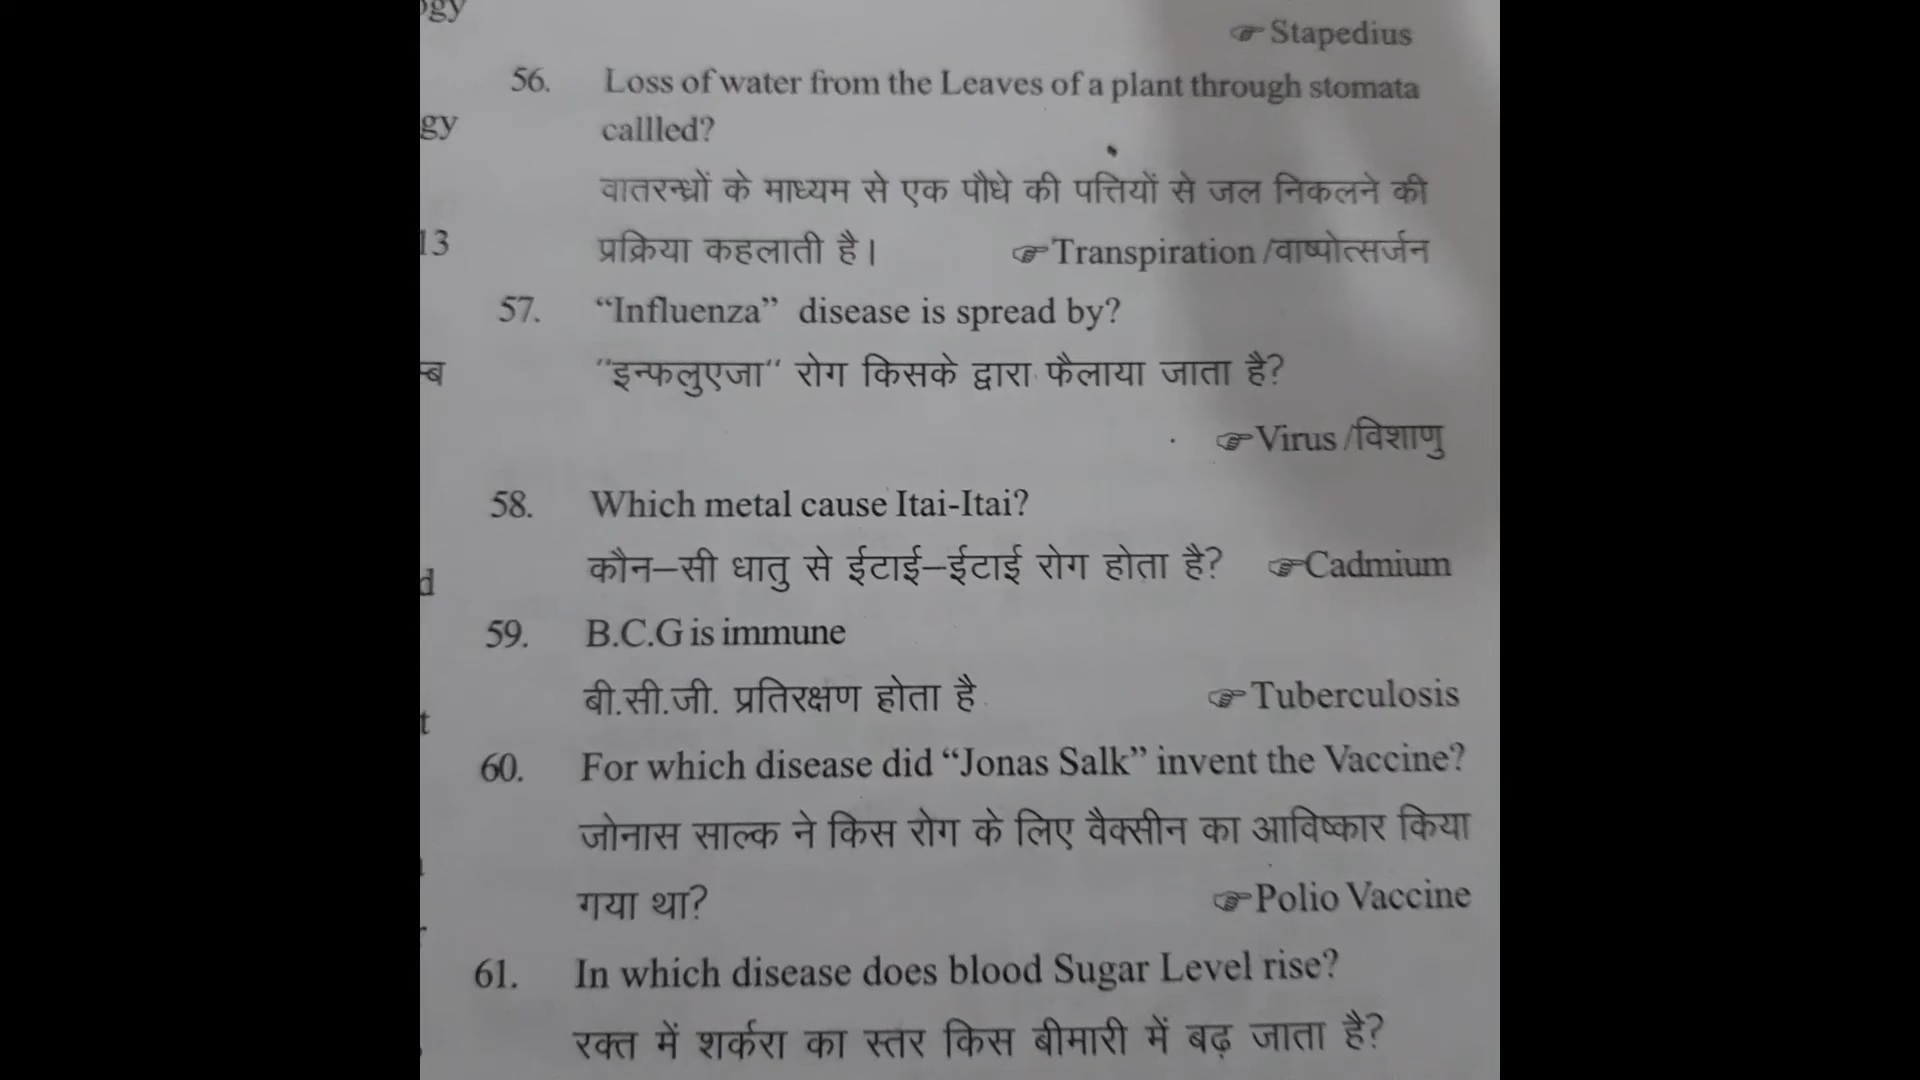 ogy
☞ Stapedius
56. Loss of water from the Leaves of a plant through stomata
gy
callled?
वातरन्ध्रों के माध्यम से एक पौधे की पत्तियों से जल निकलने की
13
प्रक्रिया कहलाती है। ☞Transpiration /वाष्पोत्सर्जन
57. “Influenza” disease is spread by?
म्ब
"इन्फलुएजा" रोग किसके द्वारा फैलाया जाता है?
☞Virus /विशाणु
58. Which metal cause Itai-Itai?
कौन–सी धातु से ईटाई–ईटाई रोग होता है? ☞Cadmium
d
59. B.C.G is immune
बी.सी.जी. प्रतिरक्षण होता है ☞Tuberculosis
t
60. For which disease did “Jonas Salk” invent the Vaccine?
जोनास साल्क ने किस रोग के लिए वैक्सीन का आविष्कार किया
गया था? ☞Polio Vaccine
61. In which disease does blood Sugar Level rise?
रक्त में शर्करा का स्तर किस बीमारी में बढ़ जाता है?